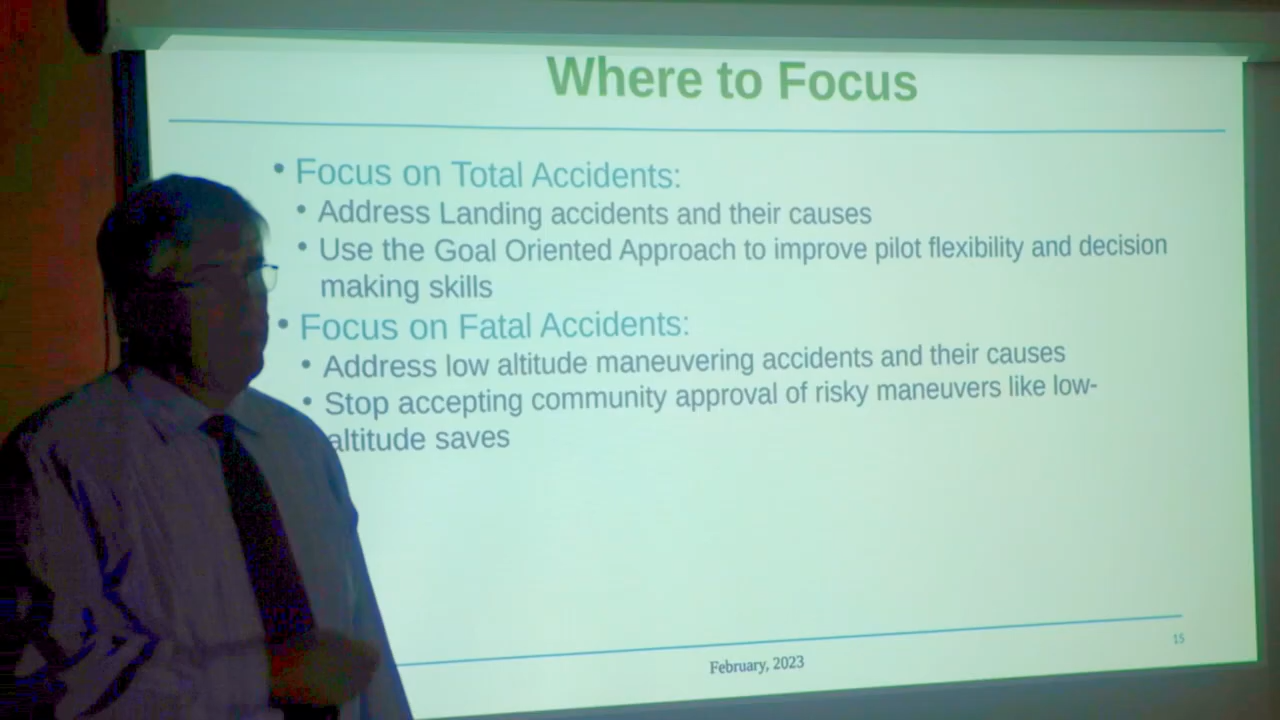 Where to Focus
• Focus on Total Accidents:
• Address Landing accidents and their causes
• Use the Goal Oriented Approach to improve pilot flexibility and decision
making skills
• Focus on Fatal Accidents:
• Address low altitude maneuvering accidents and their causes
• Stop accepting community approval of risky maneuvers like low-
altitude saves
15
February, 2023